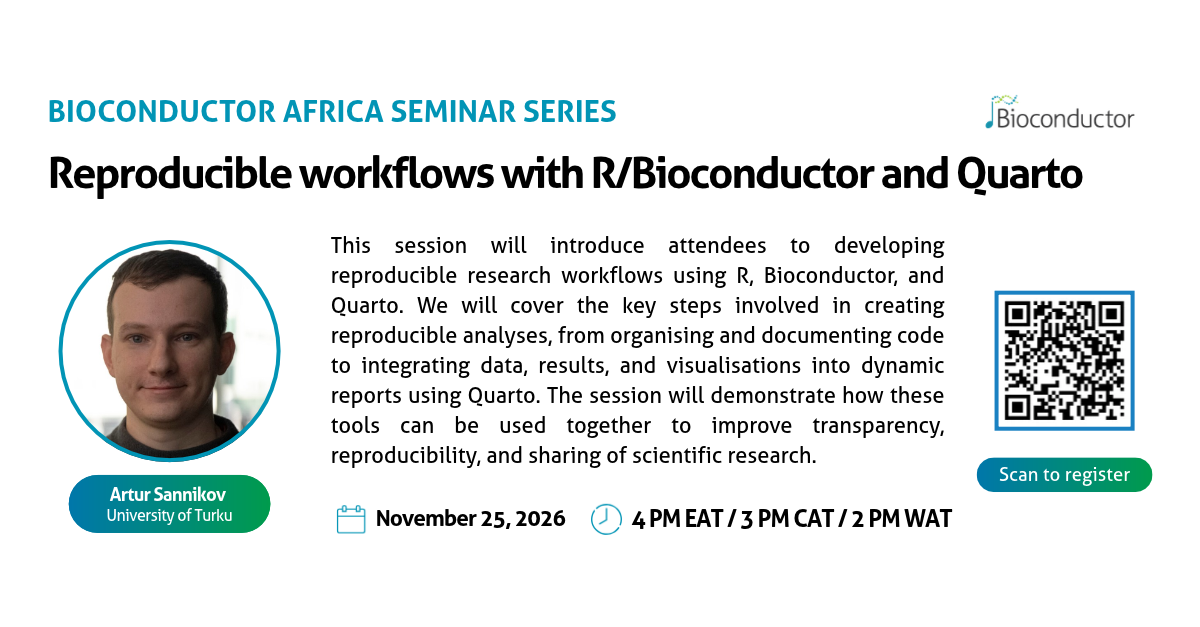 BIOCONDUCTOR AFRICA SEMINAR SERIES
Bioconductor
Reproducible workflows with R/Bioconductor and Quarto
This session will introduce attendees to developing
reproducible research workflows using R, Bioconductor, and
Quarto. We will cover the key steps involved in creating
reproducible analyses, from organising and documenting code
to integrating data, results, and visualisations into dynamic
reports using Quarto. The session will demonstrate how these
tools can be used together to improve transparency,
reproducibility, and sharing of scientific research.
Artur Sannikov
University of Turku
November 25, 2026
4 PM EAT / 3 PM CAT / 2 PM WAT
Scan to register